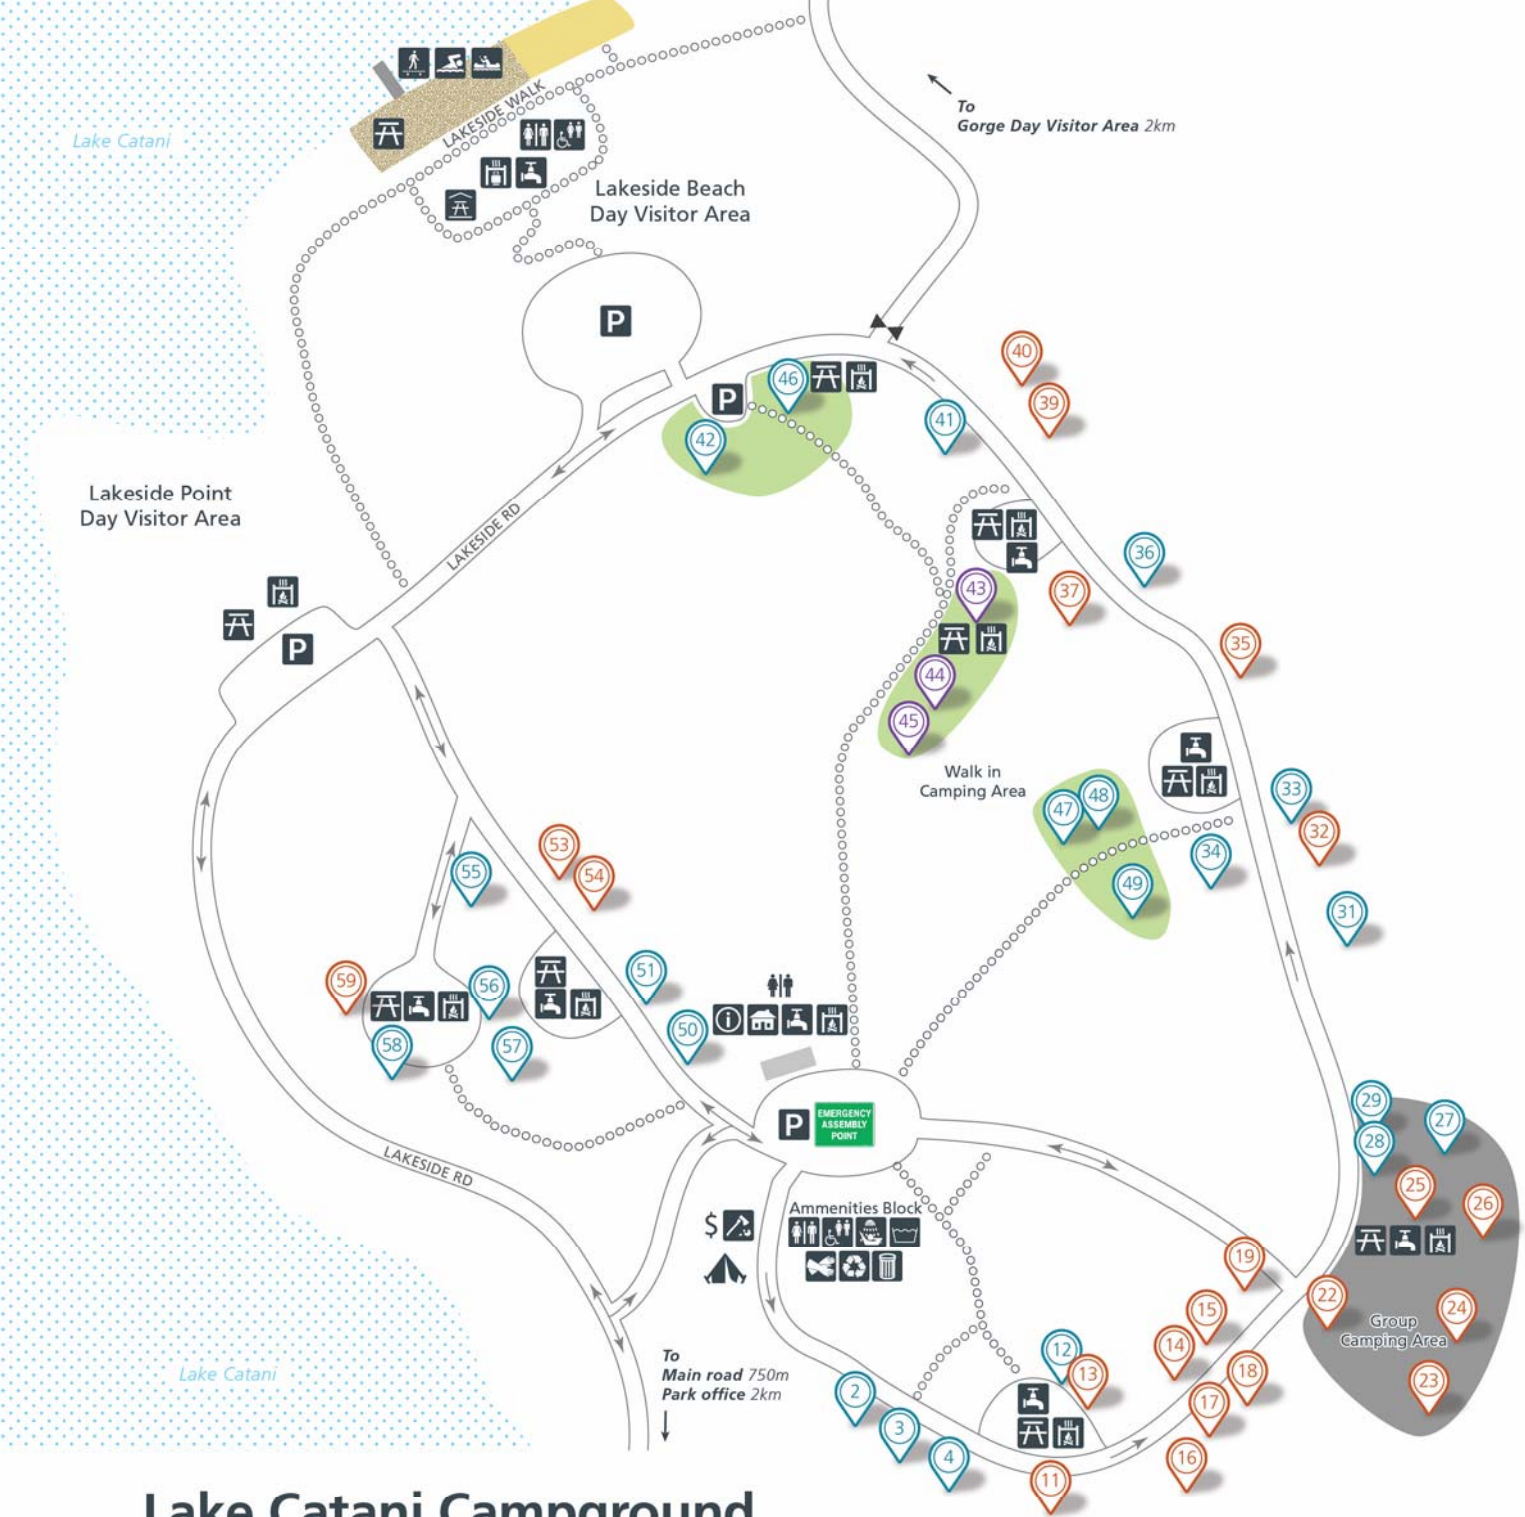 Lake Catani
LAKESIDE WALK
To
Gorge Day Visitor Area 2km
Lakeside Beach
Day Visitor Area
P
40
46
P
39
41
42
Lakeside Point
Day Visitor Area
LAKESIDE RD
36
43
37
35
P
44
45
Walk in
Camping Area
33
48
47
32
53
34
55
54
49
31
51
59
56
i
50
58
57
29
P
EMERGENCY
ASSEMBLY
POINT
27
28
LAKESIDE RD
25
26
Ammenities Block
$
19
22
15
24
Group
Camping Area
14
12
18
13
23
To
Main road 750m
Park office 2km
Lake Catani
2
17
3
4
16
11
Lake Catani Campground